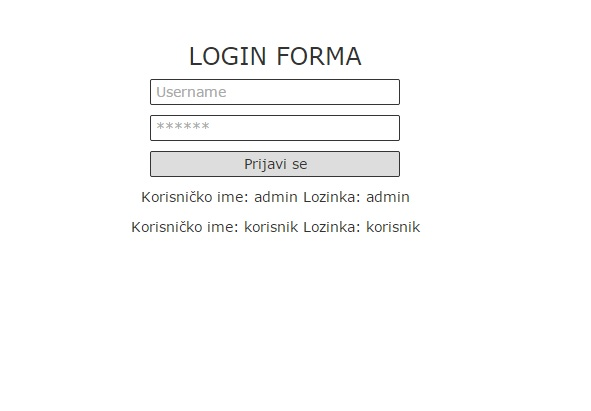 LOGIN FORMA
Username
******
Prijavi se
Korisničko ime: admin Lozinka: admin
Korisničko ime: korisnik Lozinka: korisnik